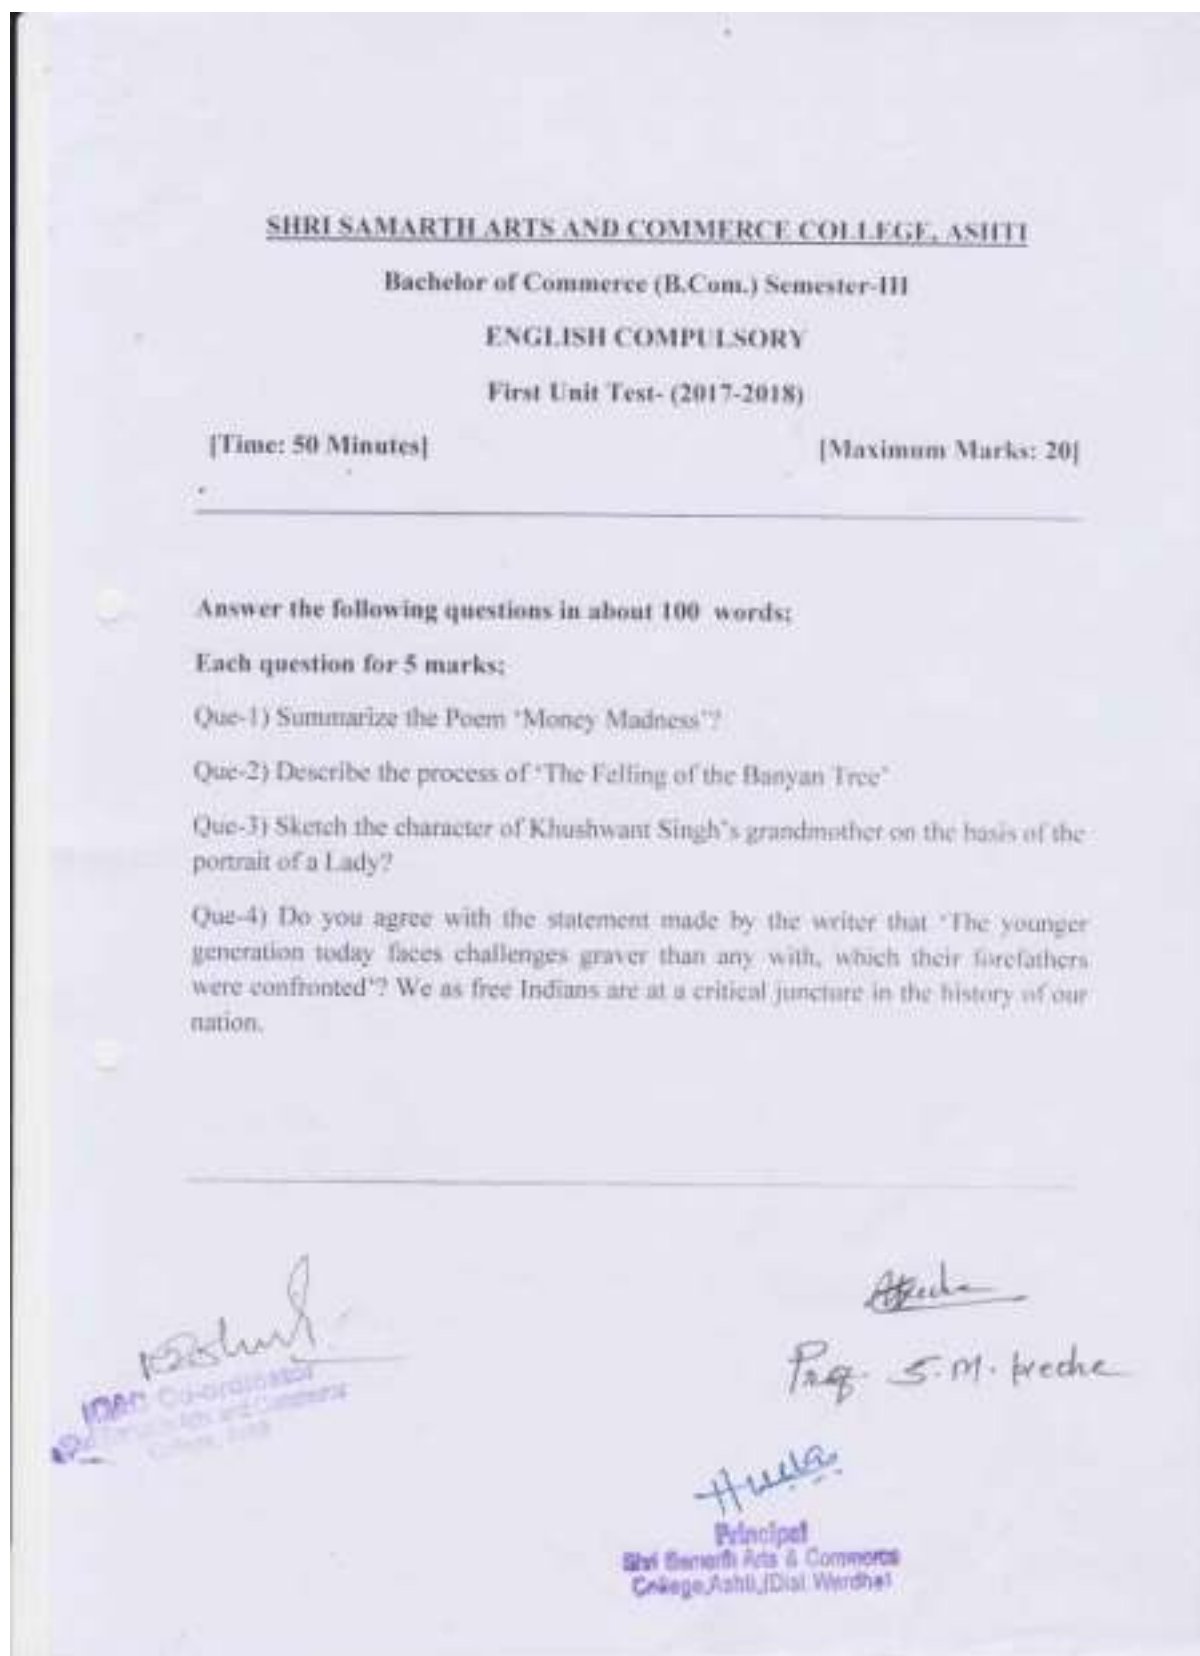 SHRI SAMARTH ARTS AND COMMERCE COLLEGE, ASHTI
Bachelor of Commerce (B.Com.) Semester-III
ENGLISH COMPULSORY
First Unit Test- (2017-2018)
[Time: 50 Minutes] [Maximum Marks: 20]
Answer the following questions in about 100 words;
Each question for 5 marks;
Que-1) Summarize the Poem 'Money Madness'?
Que-2) Describe the process of 'The Felling of the Banyan Tree'
Que-3) Sketch the character of Khushwant Singh's grandmother on the basis of the
portrait of a Lady?
Que-4) Do you agree with the statement made by the writer that 'The younger
generation today faces challenges graver than any with, which their forefathers
were confronted'? We as free Indians are at a critical juncture in the history of our
nation.
Prof. S. M.
IQAC Co-ordinator
Arts and Commerce
College, Ashti
Principal
Shri Samarth Arts & Commerce
College, Ashti, (Dist Wardha)